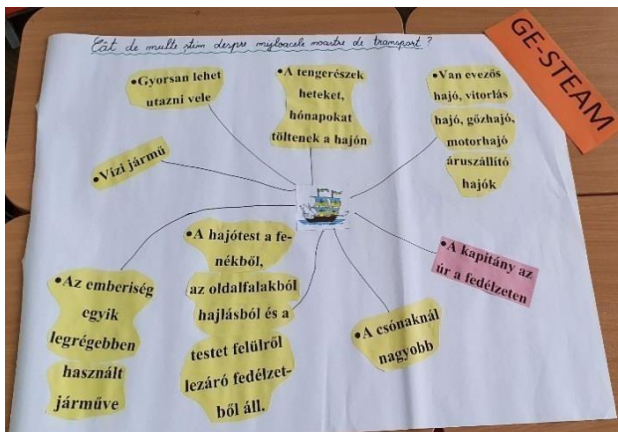 Cât de multe știm despre mijloacele noastre de transport?
GE-STEAM
•Gyorsan lehet
utazni vele
•A tengerészek
heteket,
hónapokat
töltenek a hajón
•Van evezős
hajó, vitorlás
hajó, gőzhajó,
motorhajó
áruszállító
hajók
•Vízi jármű
•A hajótest a fe-
nékből,
az oldalfalakból
hajlásból és a
testet felülről
lezáró fedélzet-
ből áll.
•A kapitány az
úr a fedélzeten
•Az emberiség
egyik
legrégebben
használt
járműve
•A csónaknál
nagyobb